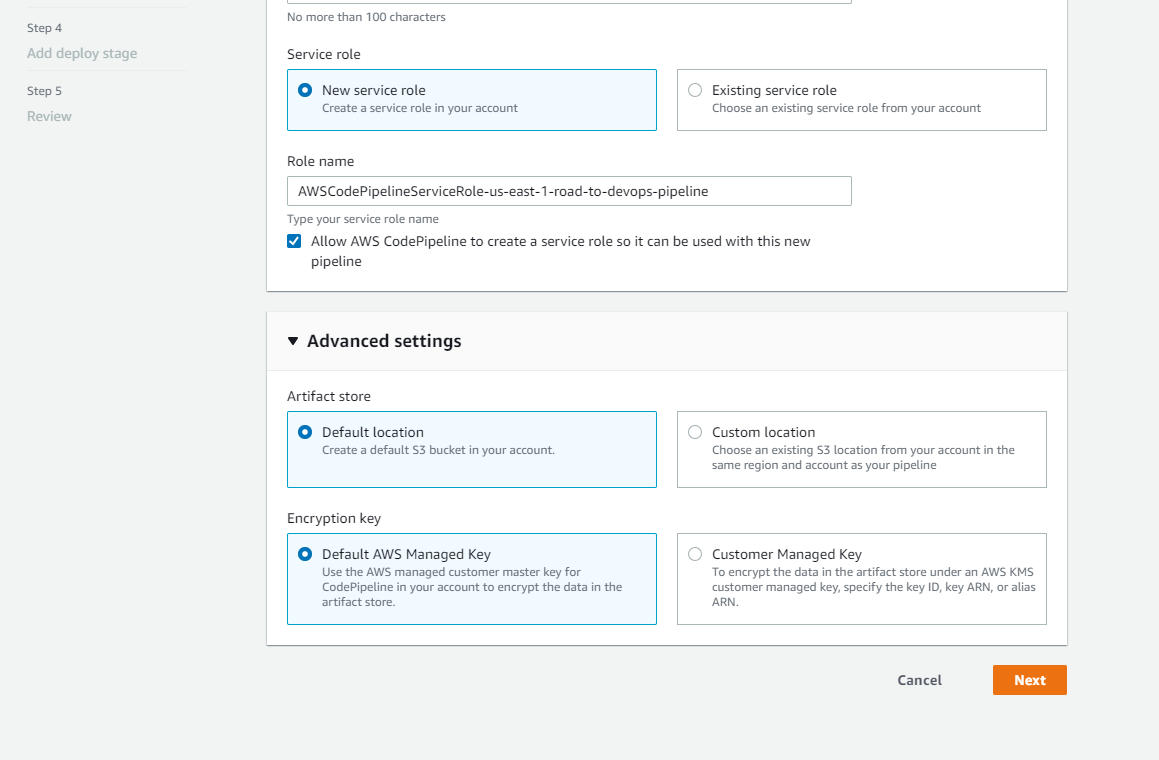 No more than 100 characters
Step 4
Add deploy stage
Step 5
Review
Service role
New service role
Create a service role in your account
Existing service role
Choose an existing service role from your account
Role name
AWSCodePipelineServiceRole-us-east-1-road-to-devops-pipeline
Type your service role name
Allow AWS CodePipeline to create a service role so it can be used with this new
pipeline
Advanced settings
Artifact store
Default location
Create a default S3 bucket in your account.
Custom location
Choose an existing S3 location from your account in the
same region and account as your pipeline
Encryption key
Default AWS Managed Key
Use the AWS managed customer master key for
CodePipeline in your account to encrypt the data in the
artifact store.
Customer Managed Key
To encrypt the data in the artifact store under an AWS KMS
customer managed key, specify the key ID, key ARN, or alias
ARN.
Cancel
Next